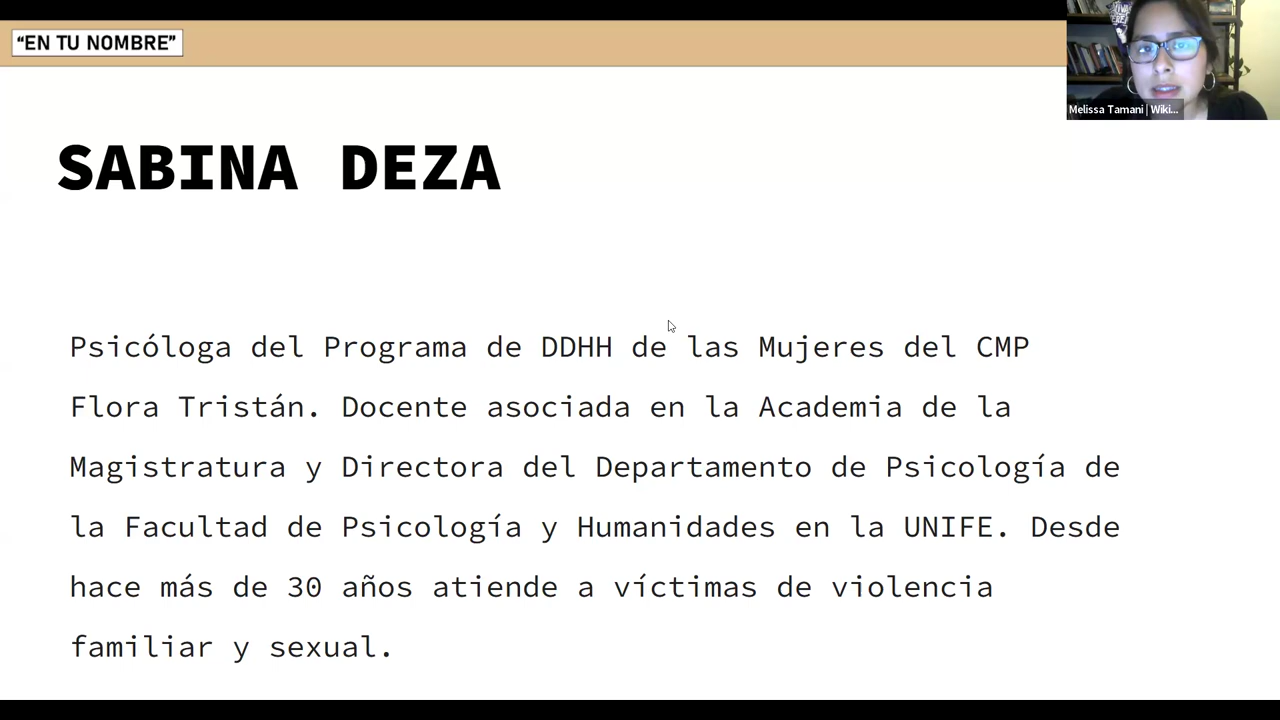 “EN TU NOMBRE”
Melissa Tamani | Wiki...
SABINA DEZA
Psicóloga del Programa de DDHH de las Mujeres del CMP
Flora Tristán. Docente asociada en la Academia de la
Magistratura y Directora del Departamento de Psicología de
la Facultad de Psicología y Humanidades en la UNIFE. Desde
hace más de 30 años atiende a víctimas de violencia
familiar y sexual.